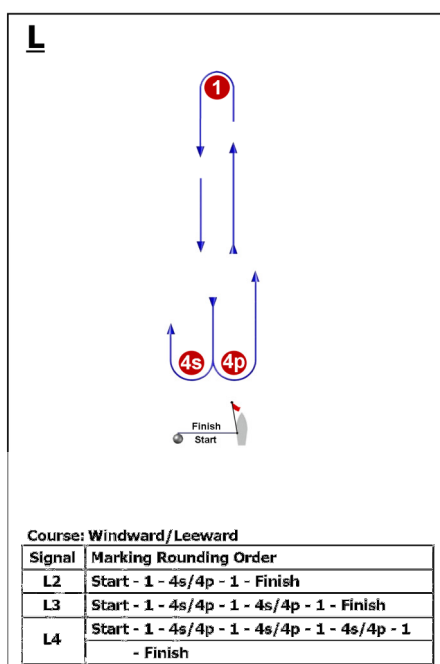 L
1
4s 4p
Finish
Start
Course: Windward/Leeward
Signal Marking Rounding Order
L2 Start - 1 - 4s/4p - 1 - Finish
L3 Start - 1 - 4s/4p - 1 - 4s/4p - 1 - Finish
L4 Start - 1 - 4s/4p - 1 - 4s/4p - 1 - 4s/4p - 1
- Finish